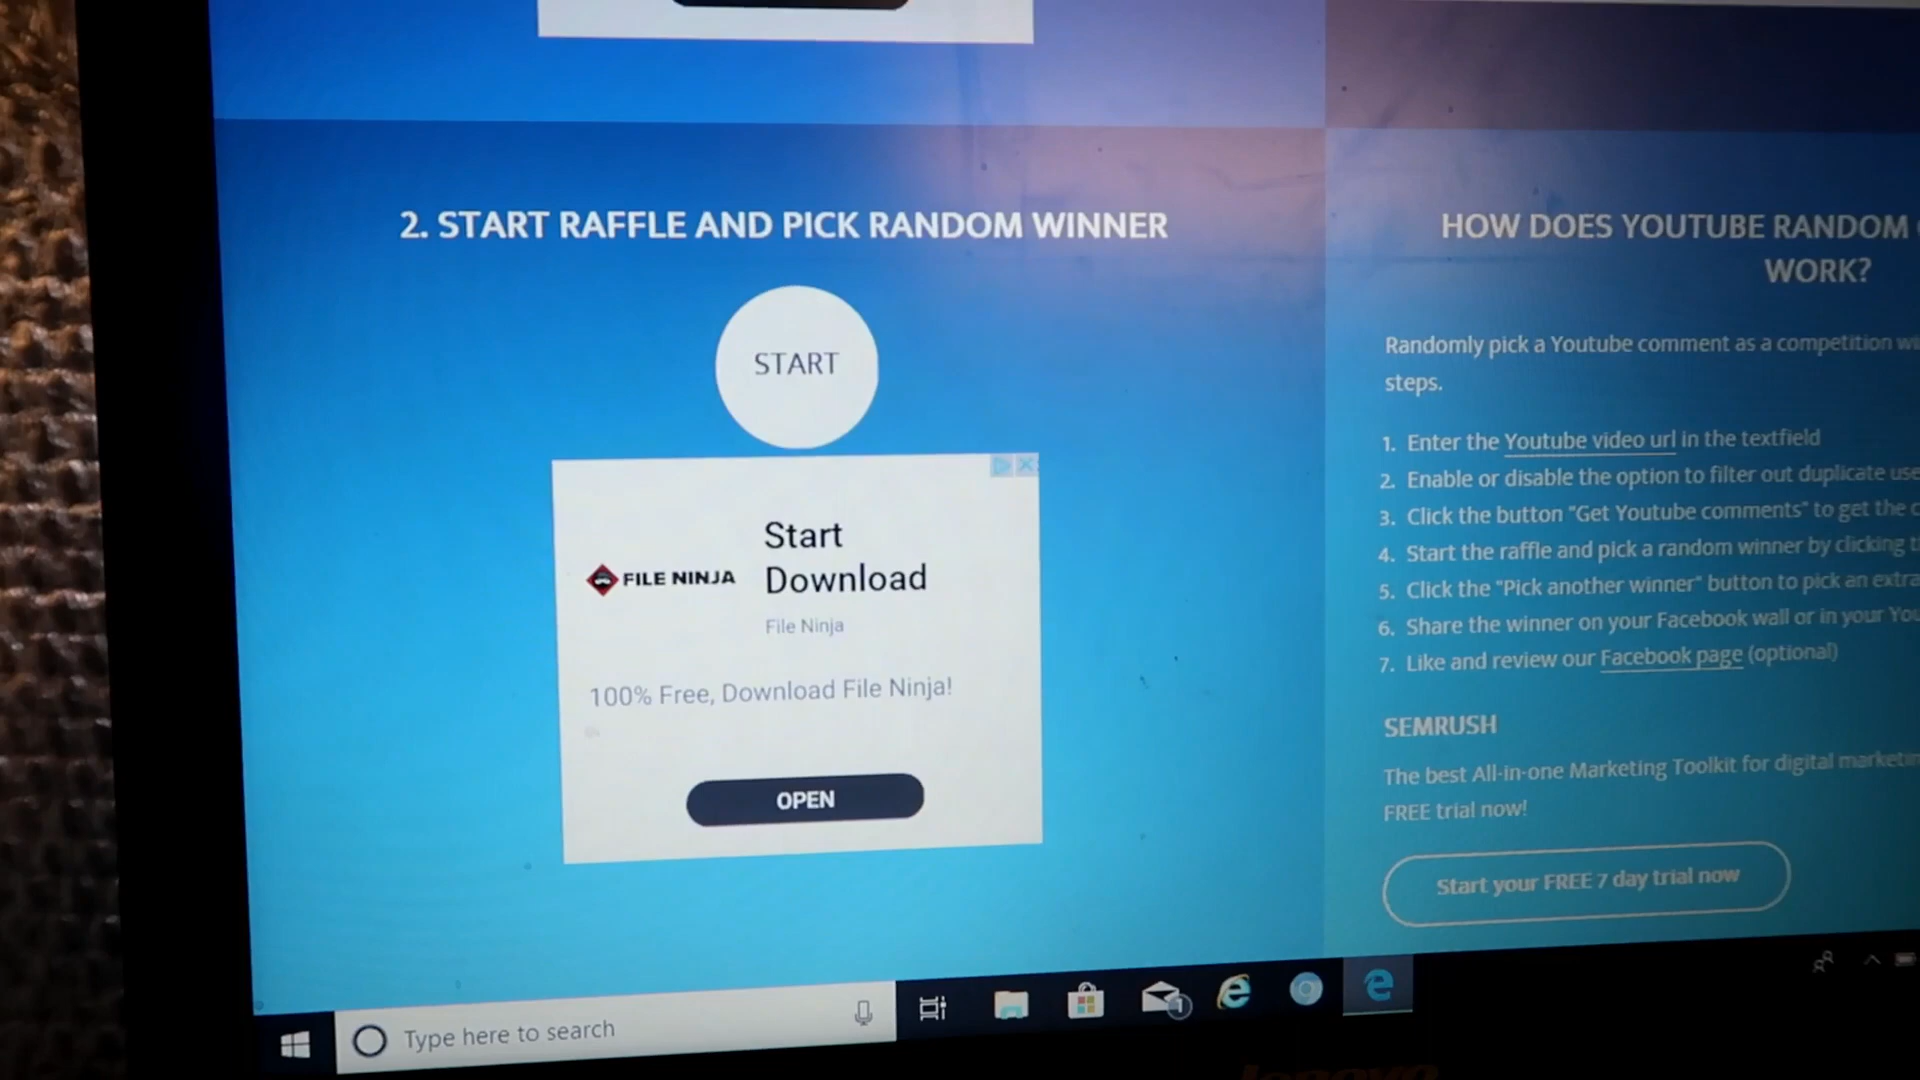 2. START RAFFLE AND PICK RANDOM WINNER
START
FILE NINJA
Start
Download
File Ninja
100% Free, Download File Ninja!
OPEN
HOW DOES YOUTUBE RANDOM
WORK?
Randomly pick a Youtube comment as a competition
steps.
1. Enter the Youtube video url in the textfield
2. Enable or disable the option to filter out duplicate
3. Click the button "Get Youtube comments" to get the
4. Start the raffle and pick a random winner by clicking
5. Click the "Pick another winner" button to pick an
6. Share the winner on your Facebook wall or in your
7. Like and review our Facebook page (optional)
SEMRUSH
The best All-in-one Marketing Toolkit for digital
FREE trial now!
Start your FREE 7 day trial now
Type here to search
1
lenovo